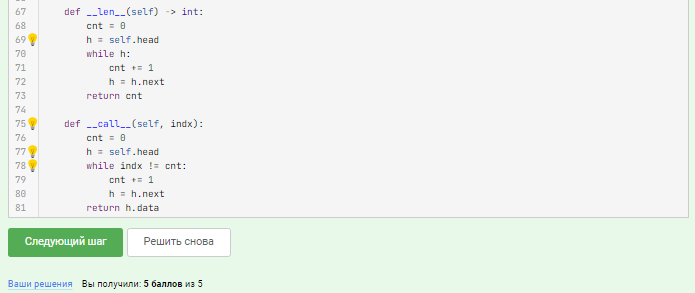 67 def __len__(self) -> int:
68 cnt = 0
69 h = self.head
70 while h:
71 cnt += 1
72 h = h.next
73 return cnt
74
75 def __call__(self, indx):
76 cnt = 0
77 h = self.head
78 while indx != cnt:
79 cnt += 1
80 h = h.next
81 return h.data
Следующий шаг Решить снова
Ваши решения Вы получили: 5 баллов из 5